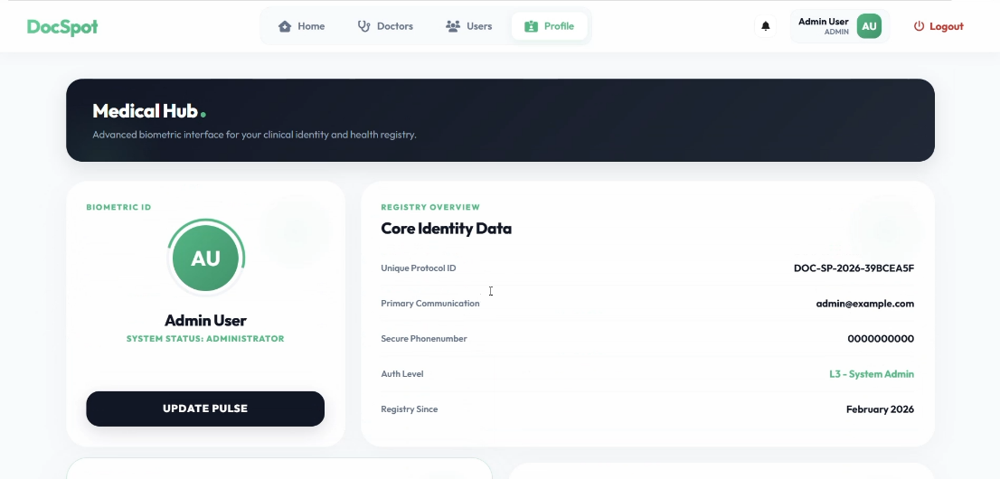 DocSpot
Home
Doctors
Users
Profile
Admin User
ADMIN
AU
Logout
Medical Hub.
Advanced biometric interface for your clinical identity and health registry.
BIOMETRIC ID
AU
Admin User
SYSTEM STATUS: ADMINISTRATOR
UPDATE PULSE
REGISTRY OVERVIEW
Core Identity Data
Unique Protocol ID
DOC-SP-2026-39BCEA5F
Primary Communication
admin@example.com
Secure Phonenumber
0000000000
Auth Level
L3 - System Admin
Registry Since
February 2026